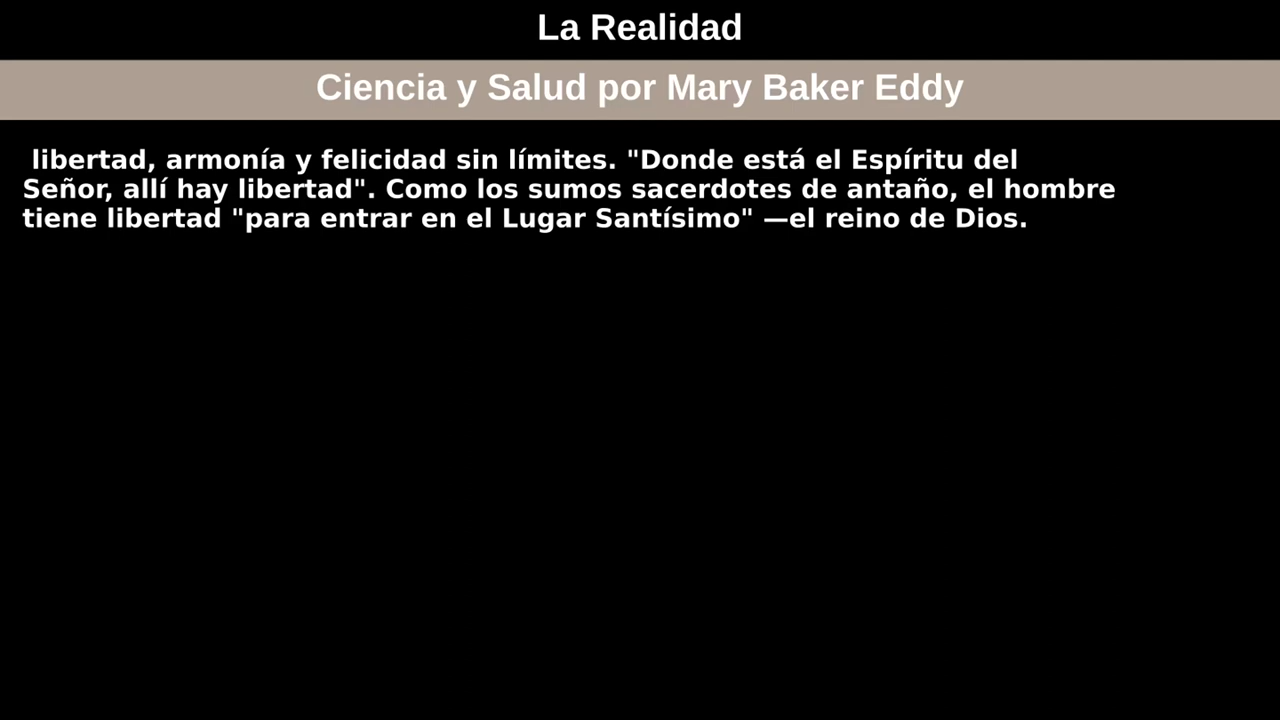 La Realidad
Ciencia y Salud por Mary Baker Eddy
libertad, armonía y felicidad sin límites. "Donde está el Espíritu del
Señor, allí hay libertad". Como los sumos sacerdotes de antaño, el hombre
tiene libertad "para entrar en el Lugar Santísimo" —el reino de Dios.